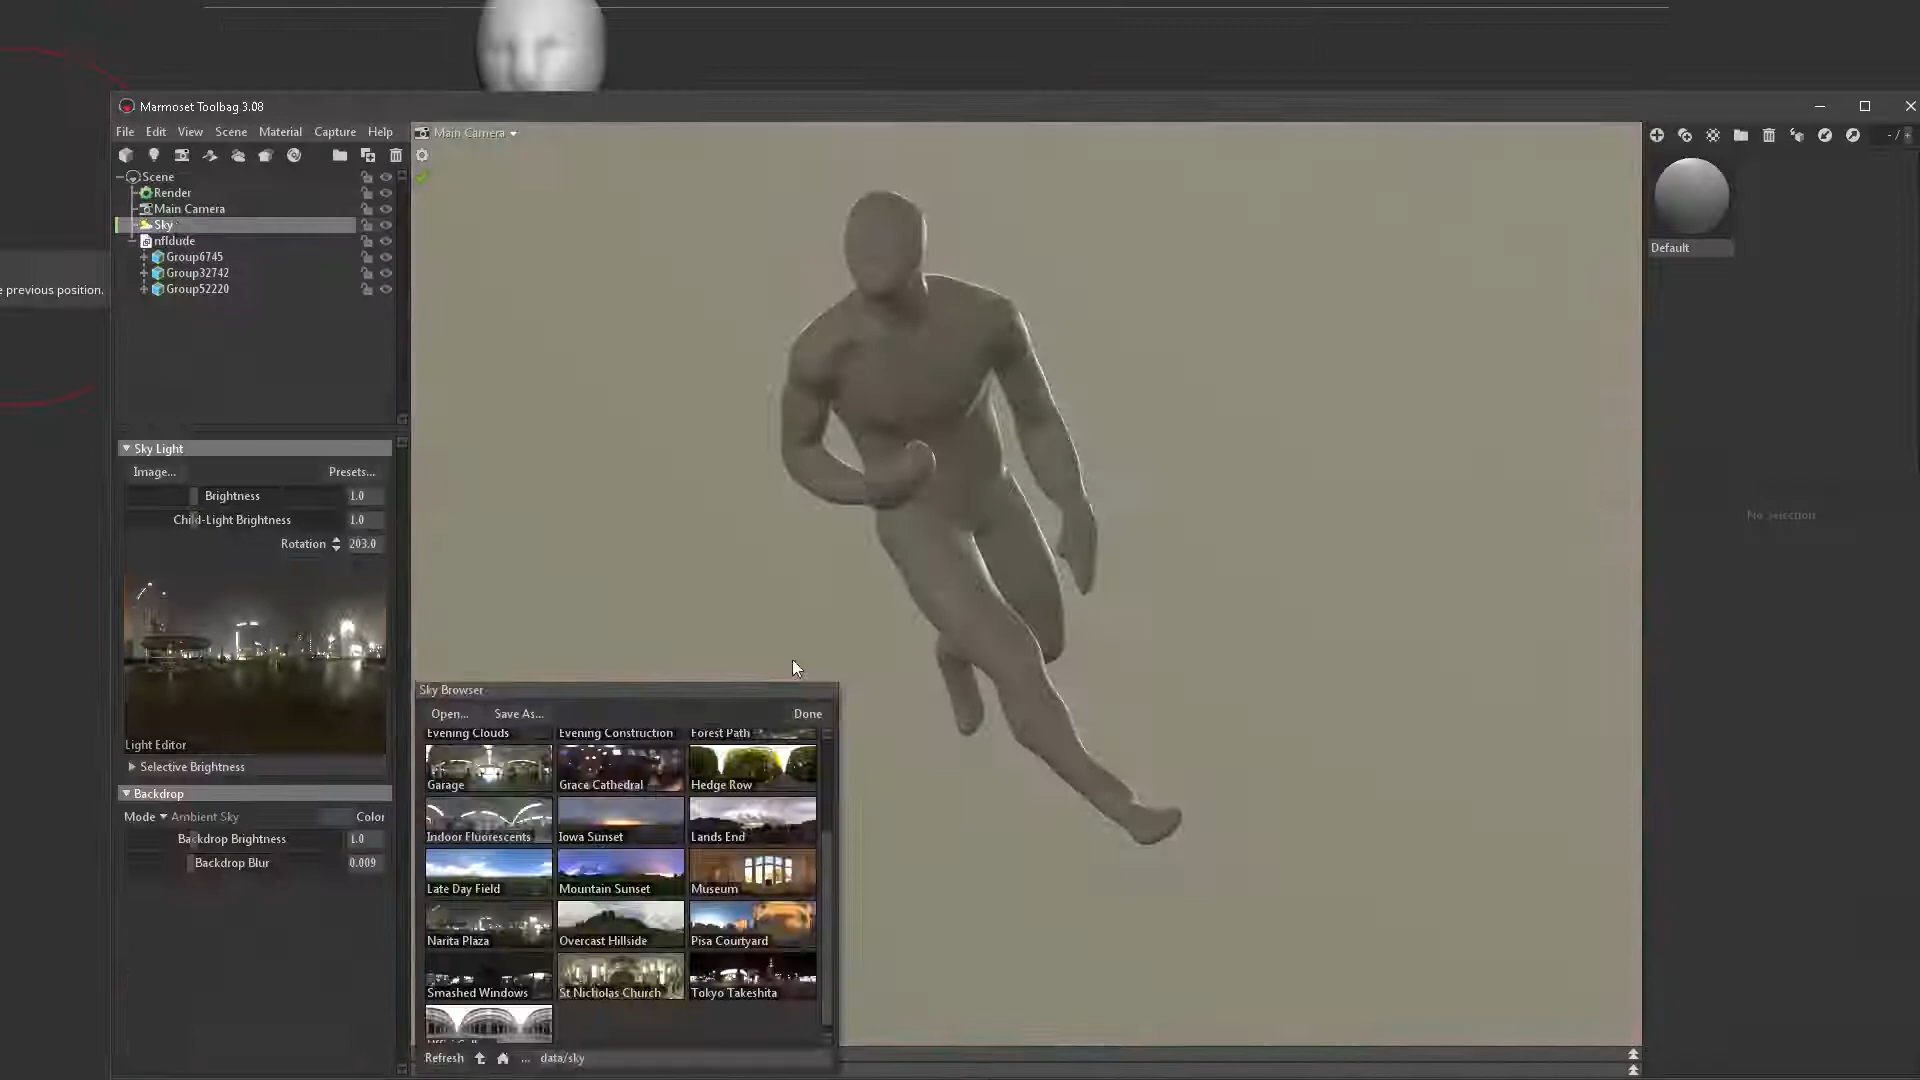 Marmoset Toolbag 3.08
File Edit View Scene Material Capture Help
Main Camera
Scene
Render
Main Camera
Sky
nfldude
Group6745
Group32742
Group52220
e previous position.
Default
No selection
Sky Light
Image... Presets...
Brightness 1.0
Child-Light Brightness 1.0
Rotation 203.0
Light Editor
Selective Brightness
Backdrop
Mode Ambient Sky Color
Backdrop Brightness 1.0
Backdrop Blur 0.009
Sky Browser
Open... Save As... Done
Evening Clouds Evening Construction Forest Path
Garage Grace Cathedral Hedge Row
Indoor Fluorescents Iowa Sunset Lands End
Late Day Field Mountain Sunset Museum
Narita Plaza Overcast Hillside Pisa Courtyard
Smashed Windows St Nicholas Church Tokyo Takeshita
Refresh ... data/sky